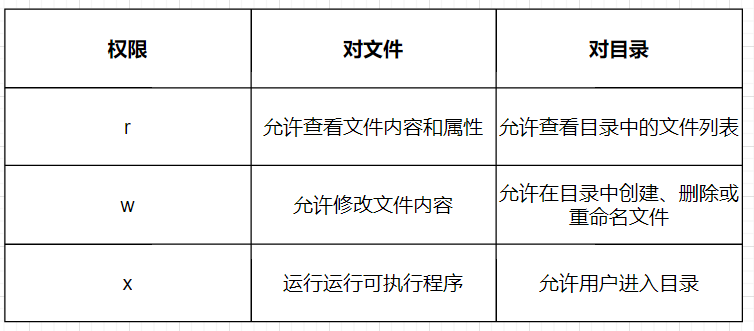 权限 对文件 对目录
r 允许查看文件内容和属性 允许查看目录中的文件列表
w 允许修改文件内容 允许在目录中创建、删除或
重命名文件
x 运行运行可执行程序 允许用户进入目录